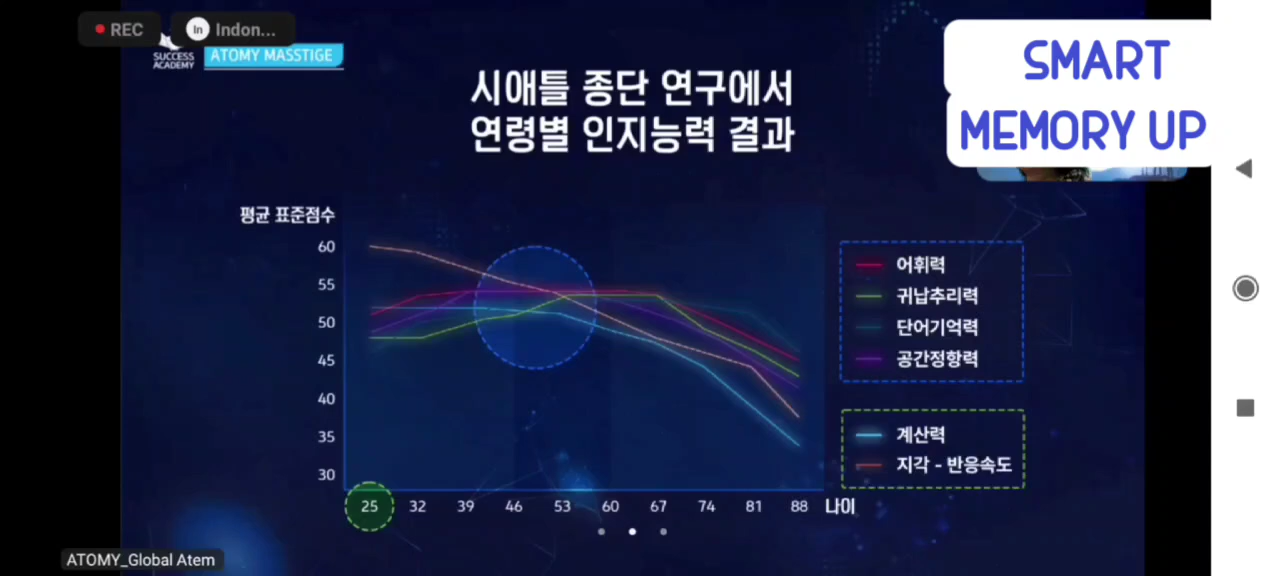 REC
In Indon...
SUCCESS
ACADEMY
ATOMY MASSTIGE
SMART
MEMORY UP
시애틀 종단 연구에서
연령별 인지능력 결과
평균 표준점수
60
55
50
45
40
35
30
25 32 39 46 53 60 67 74 81 88 나이
어휘력
귀납추리력
단어기억력
공간정향력
계산력
지각 - 반응속도
ATOMY_Global Atem